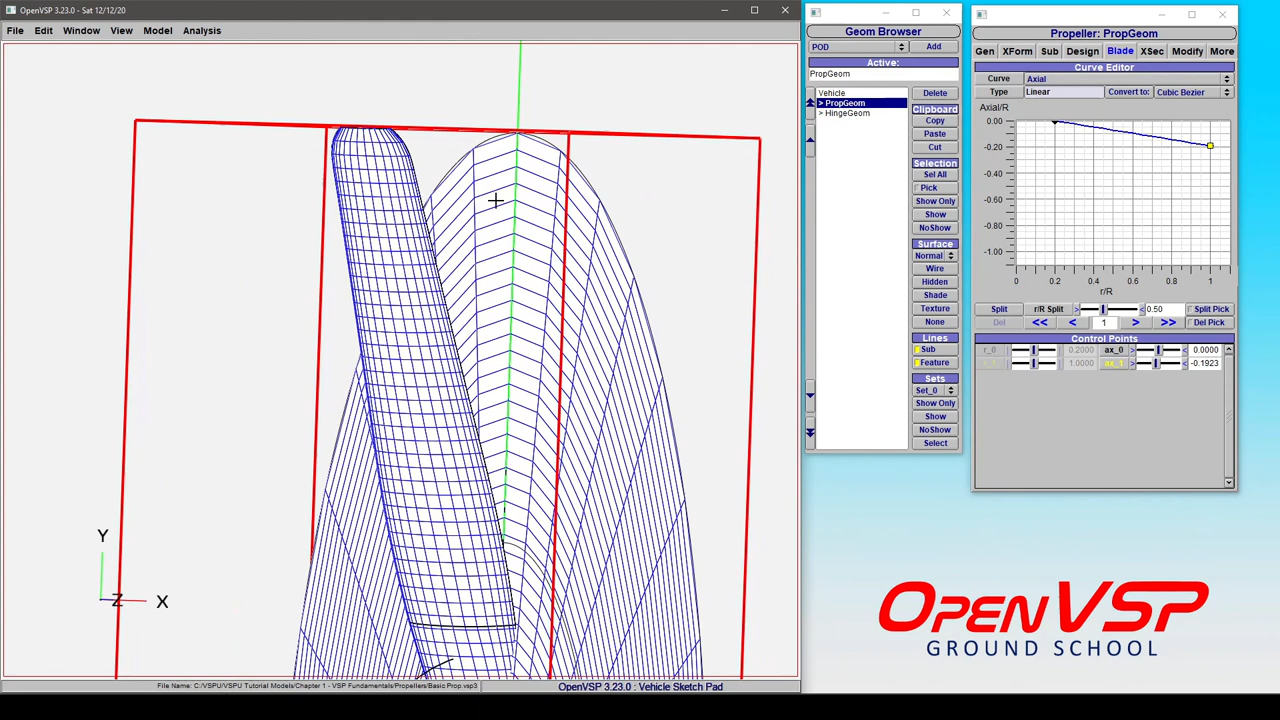 OpenVSP 3.23.0 - Sat 12/12/20
File Edit Window View Model Analysis
Y
Z X
File Name: C:/VSPU/VSPU Tutorial Models/Chapter 1 - VSP Fundamentals/Propellers/Basic Prop.vsp3
OpenVSP 3.23.0 : Vehicle Sketch Pad
Geom Browser
POD Add
Active:
PropGeom
Vehicle
> PropGeom
> HingeGeom
Delete
Clipboard
Copy
Paste
Cut
Selection
Sel All
Pick
Show Only
Show
NoShow
Surface
Normal
Wire
Hidden
Shade
Texture
None
Lines
Sub
Feature
Sets
Set_0
Show Only
Show
NoShow
Select
Propeller: PropGeom
Gen XForm Sub Design Blade XSec Modify More
Curve Editor
Curve Axial
Type Linear Convert to: Cubic Bezier
Axial/R
0.00
-0.20
-0.40
-0.60
-0.80
-1.00
0 0.2 0.4 0.6 0.8 1
r/R
Split r/R Split > < 0.50 Split Pick
Del << < 1 > >> Del Pick
Control Points
r_0 0.2000 ax_0 > < 0.0000
1.0000 ax_1 > < -0.1923
OPENVSP
GROUND SCHOOL